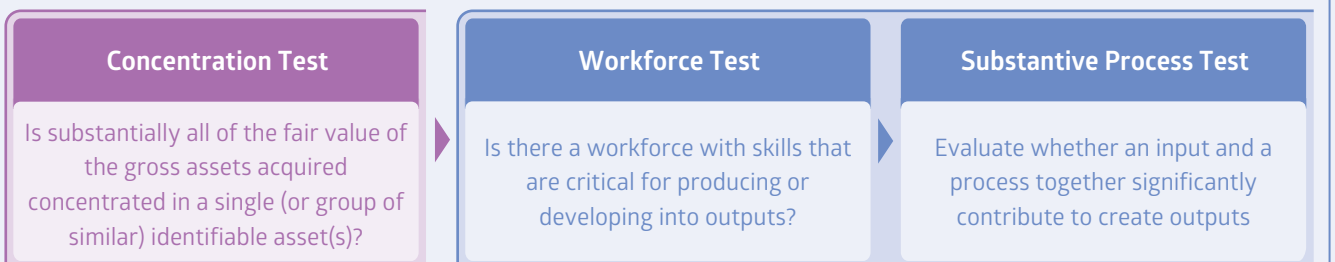 Concentration Test
Is substantially all of the fair value of
the gross assets acquired
concentrated in a single (or group of
similar) identifiable asset(s)?
Workforce Test
Is there a workforce with skills that
are critical for producing or
developing into outputs?
Substantive Process Test
Evaluate whether an input and a
process together significantly
contribute to create outputs